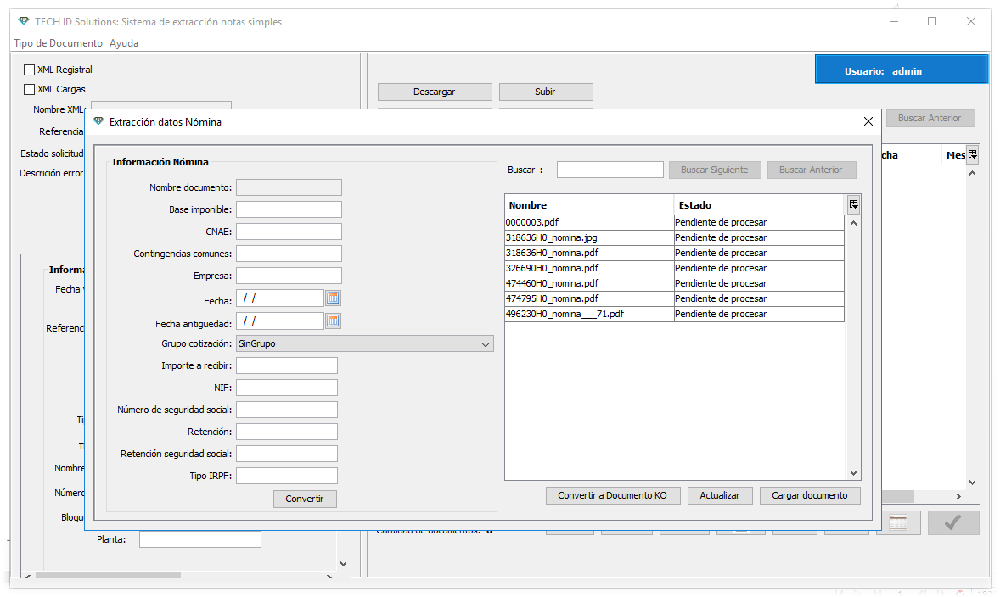 TECH ID Solutions: Sistema de extracción notas simples
Tipo de Documento Ayuda
XML Registral
XML Cargas
Nombre XML:
Referencia
Estado solicitud
Descrición error
Informa
Fecha
Referenc
Nombre
Número
Bloqu
Planta:
Usuario: admin
Descargar Subir
Buscar Anterior
cha Mes
Cantidad de documentos: 0
Extracción datos Nómina
Información Nómina
Nombre documento:
Base imponible:
CNAE:
Contingencias comunes:
Empresa:
Fecha: / /
Fecha antiguedad: / /
Grupo cotización: SinGrupo
Importe a recibir:
NIF:
Número de seguridad social:
Retención:
Retención seguridad social:
Tipo IRPF:
Convertir
Buscar : Buscar Siguiente Buscar Anterior
Nombre Estado
0000003.pdf Pendiente de procesar
318636H0_nomina.jpg Pendiente de procesar
318636H0_nomina.pdf Pendiente de procesar
326690H0_nomina.pdf Pendiente de procesar
474460H0_nomina.pdf Pendiente de procesar
474795H0_nomina.pdf Pendiente de procesar
496230H0_nomina___71.pdf Pendiente de procesar
Convertir a Documento KO Actualizar Cargar documento